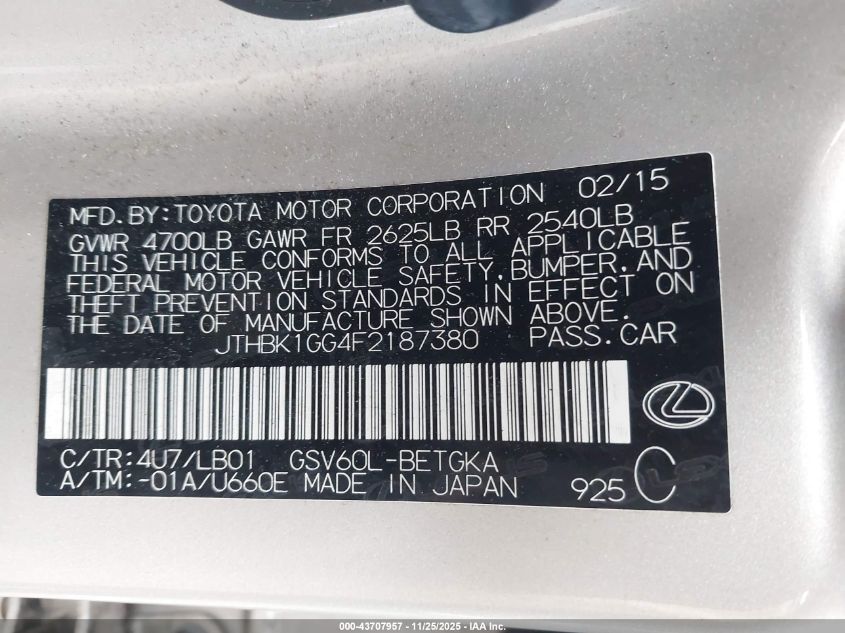 MFD.BY:TOYOTA MOTOR CORPORATION 02/15
GVWR 4700LB GAWR FR 2625LB RR 2540LB
THIS VEHICLE CONFORMS TO ALL APPLICABLE
FEDERAL MOTOR VEHICLE SAFETY,BUMPER,AND
THEFT PREVENTION STANDARDS IN EFFECT ON
THE DATE OF MANUFACTURE SHOWN ABOVE.
JTHBK1GG4F2187380 PASS.CAR
C/TR:4U7/LB01 GSV60L-BETGKA
A/TM:-01A/U660E MADE IN JAPAN 925 C
000-43707957 - 11/25/2025 - IAA Inc.